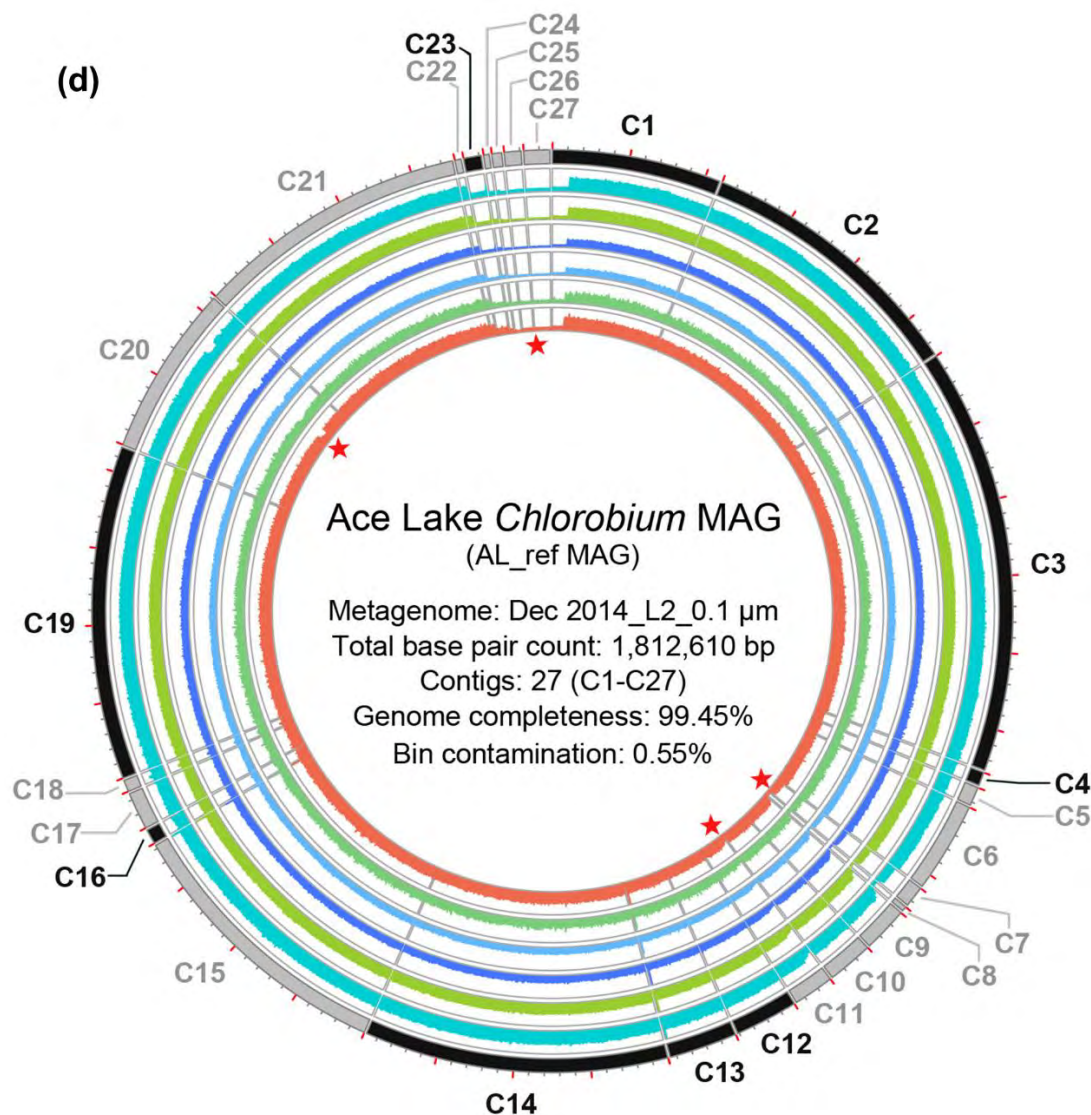 (d)
C24
C23
C25
C22
C26
C27
C1
C21
C2
C20
C3
Ace Lake Chlorobium MAG
(AL_ref MAG)
Metagenome: Dec 2014_L2_0.1 µm
Total base pair count: 1,812,610 bp
Contigs: 27 (C1-C27)
Genome completeness: 99.45%
Bin contamination: 0.55%
C19
C4
C18
C5
C17
C6
C16
C7
C9
C8
C15
C10
C11
C12
C13
C14